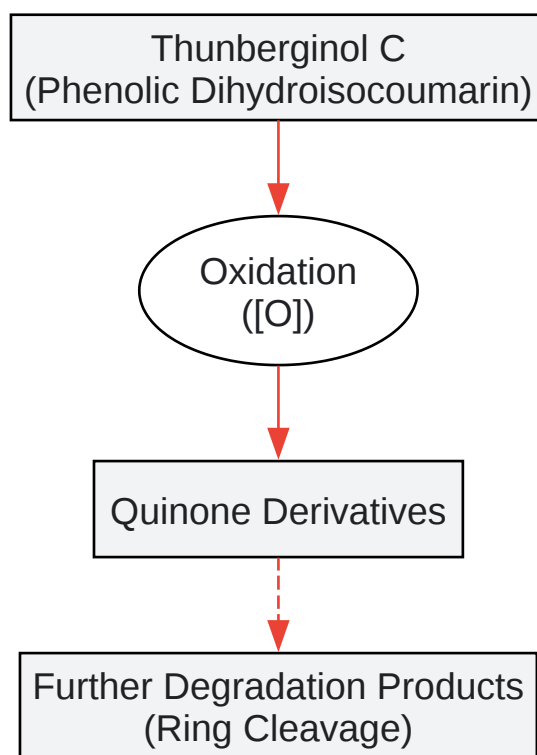 Thunberginol C
(Phenolic Dihydroisocoumarin)
Oxidation
([O])
Quinone Derivatives
Further Degradation Products
(Ring Cleavage)